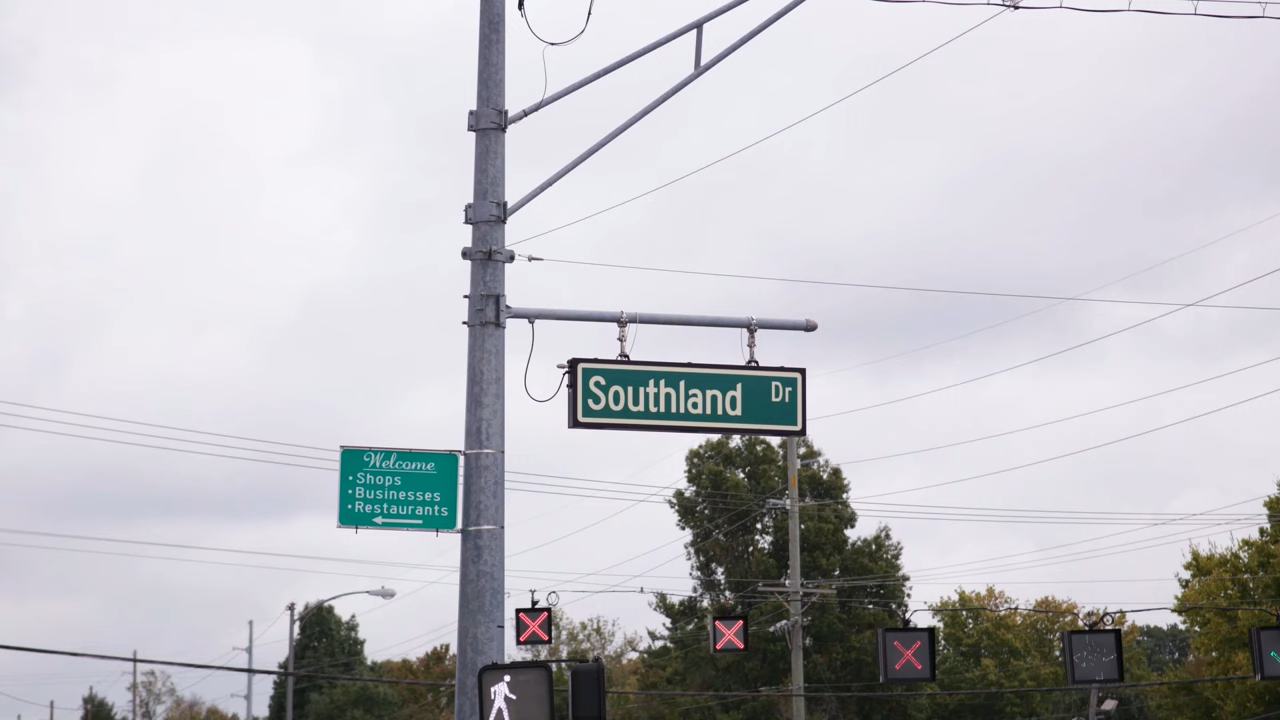 Southland Dr
Welcome
• Shops
• Businesses
• Restaurants